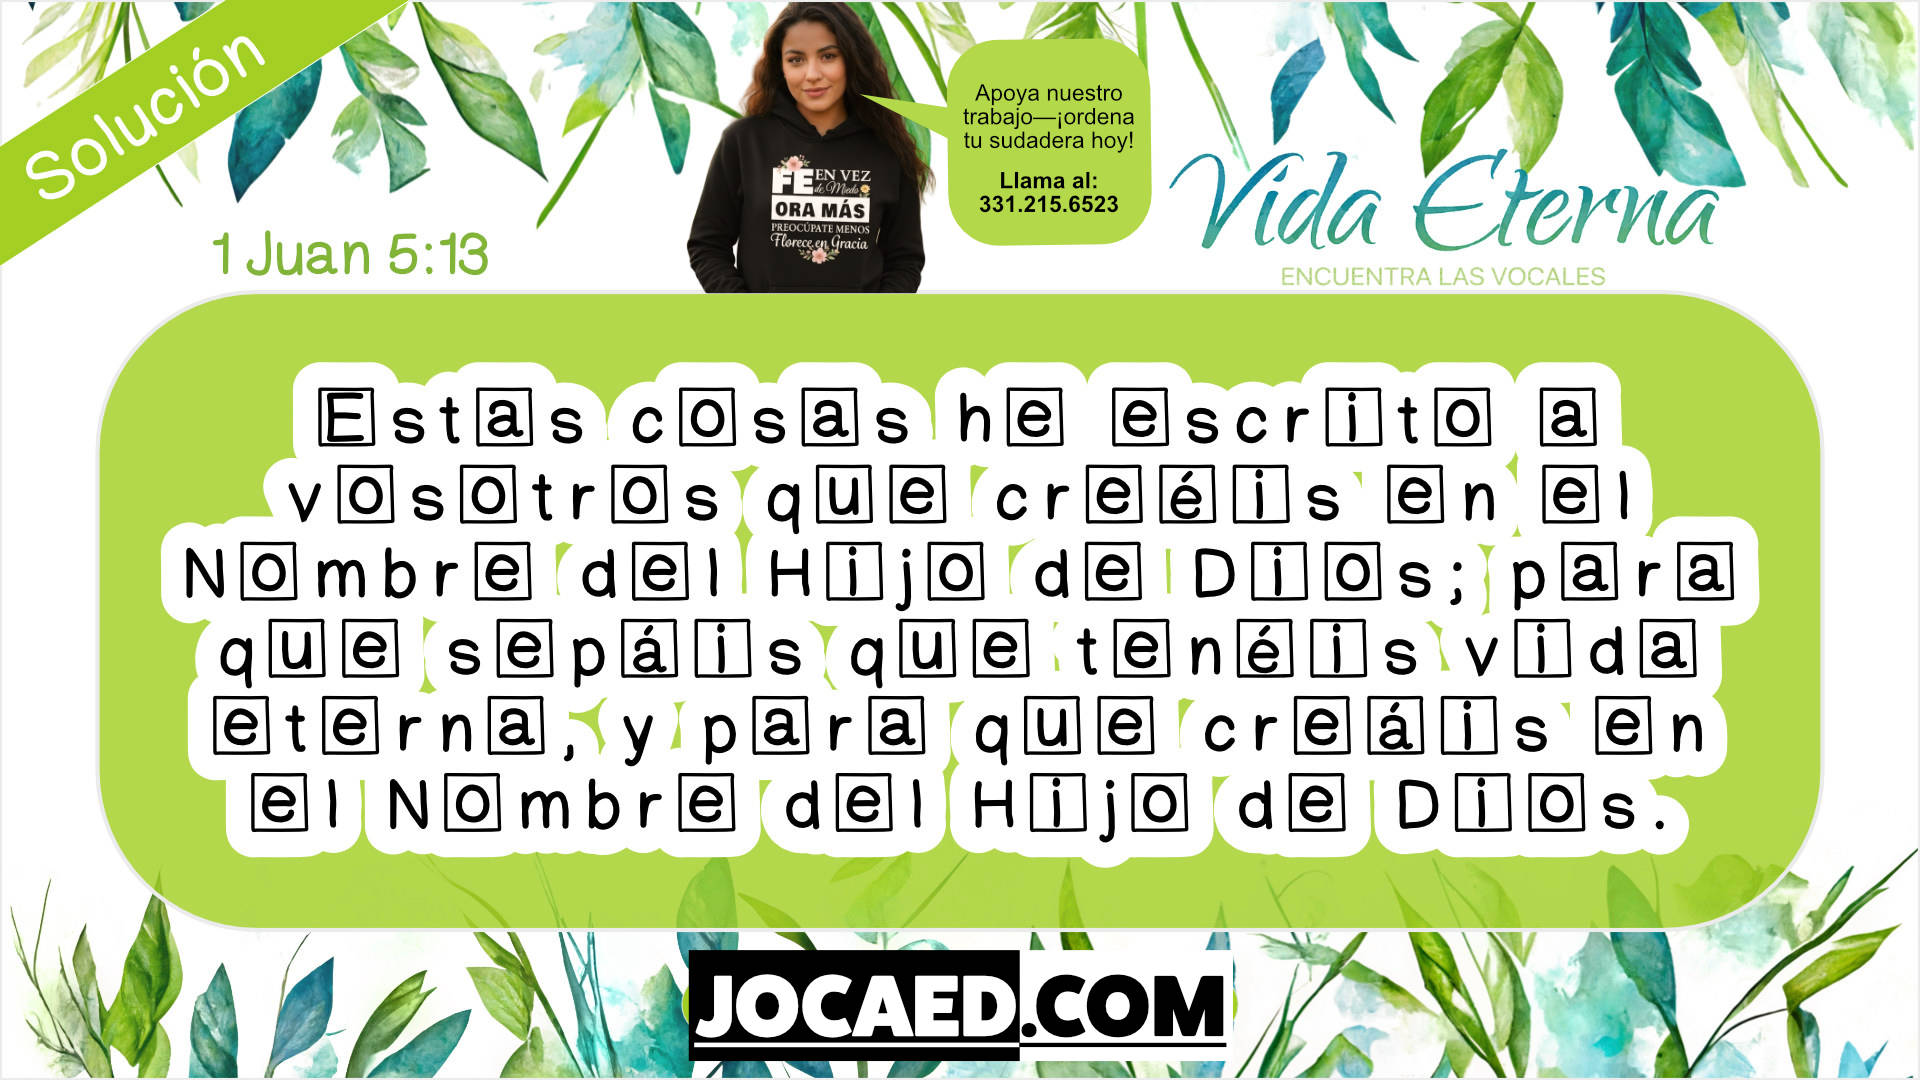 Solución
1 Juan 5:13
FE EN VEZ
de Miedo
ORA MÁS
PREOCÚPATE MENOS
Florece en Gracia
Apoya nuestro
trabajo—¡ordena
tu sudadera hoy!
Llama al:
331.215.6523
Vida Eterna
ENCUENTRA LAS VOCALES
Estas cosas he escrito a
vosotros que creéis en el
Nombre del Hijo de Dios; para
que sepáis que tenéis vida
eterna, y para que creáis en
el Nombre del Hijo de Dios.
JOCAED.COM